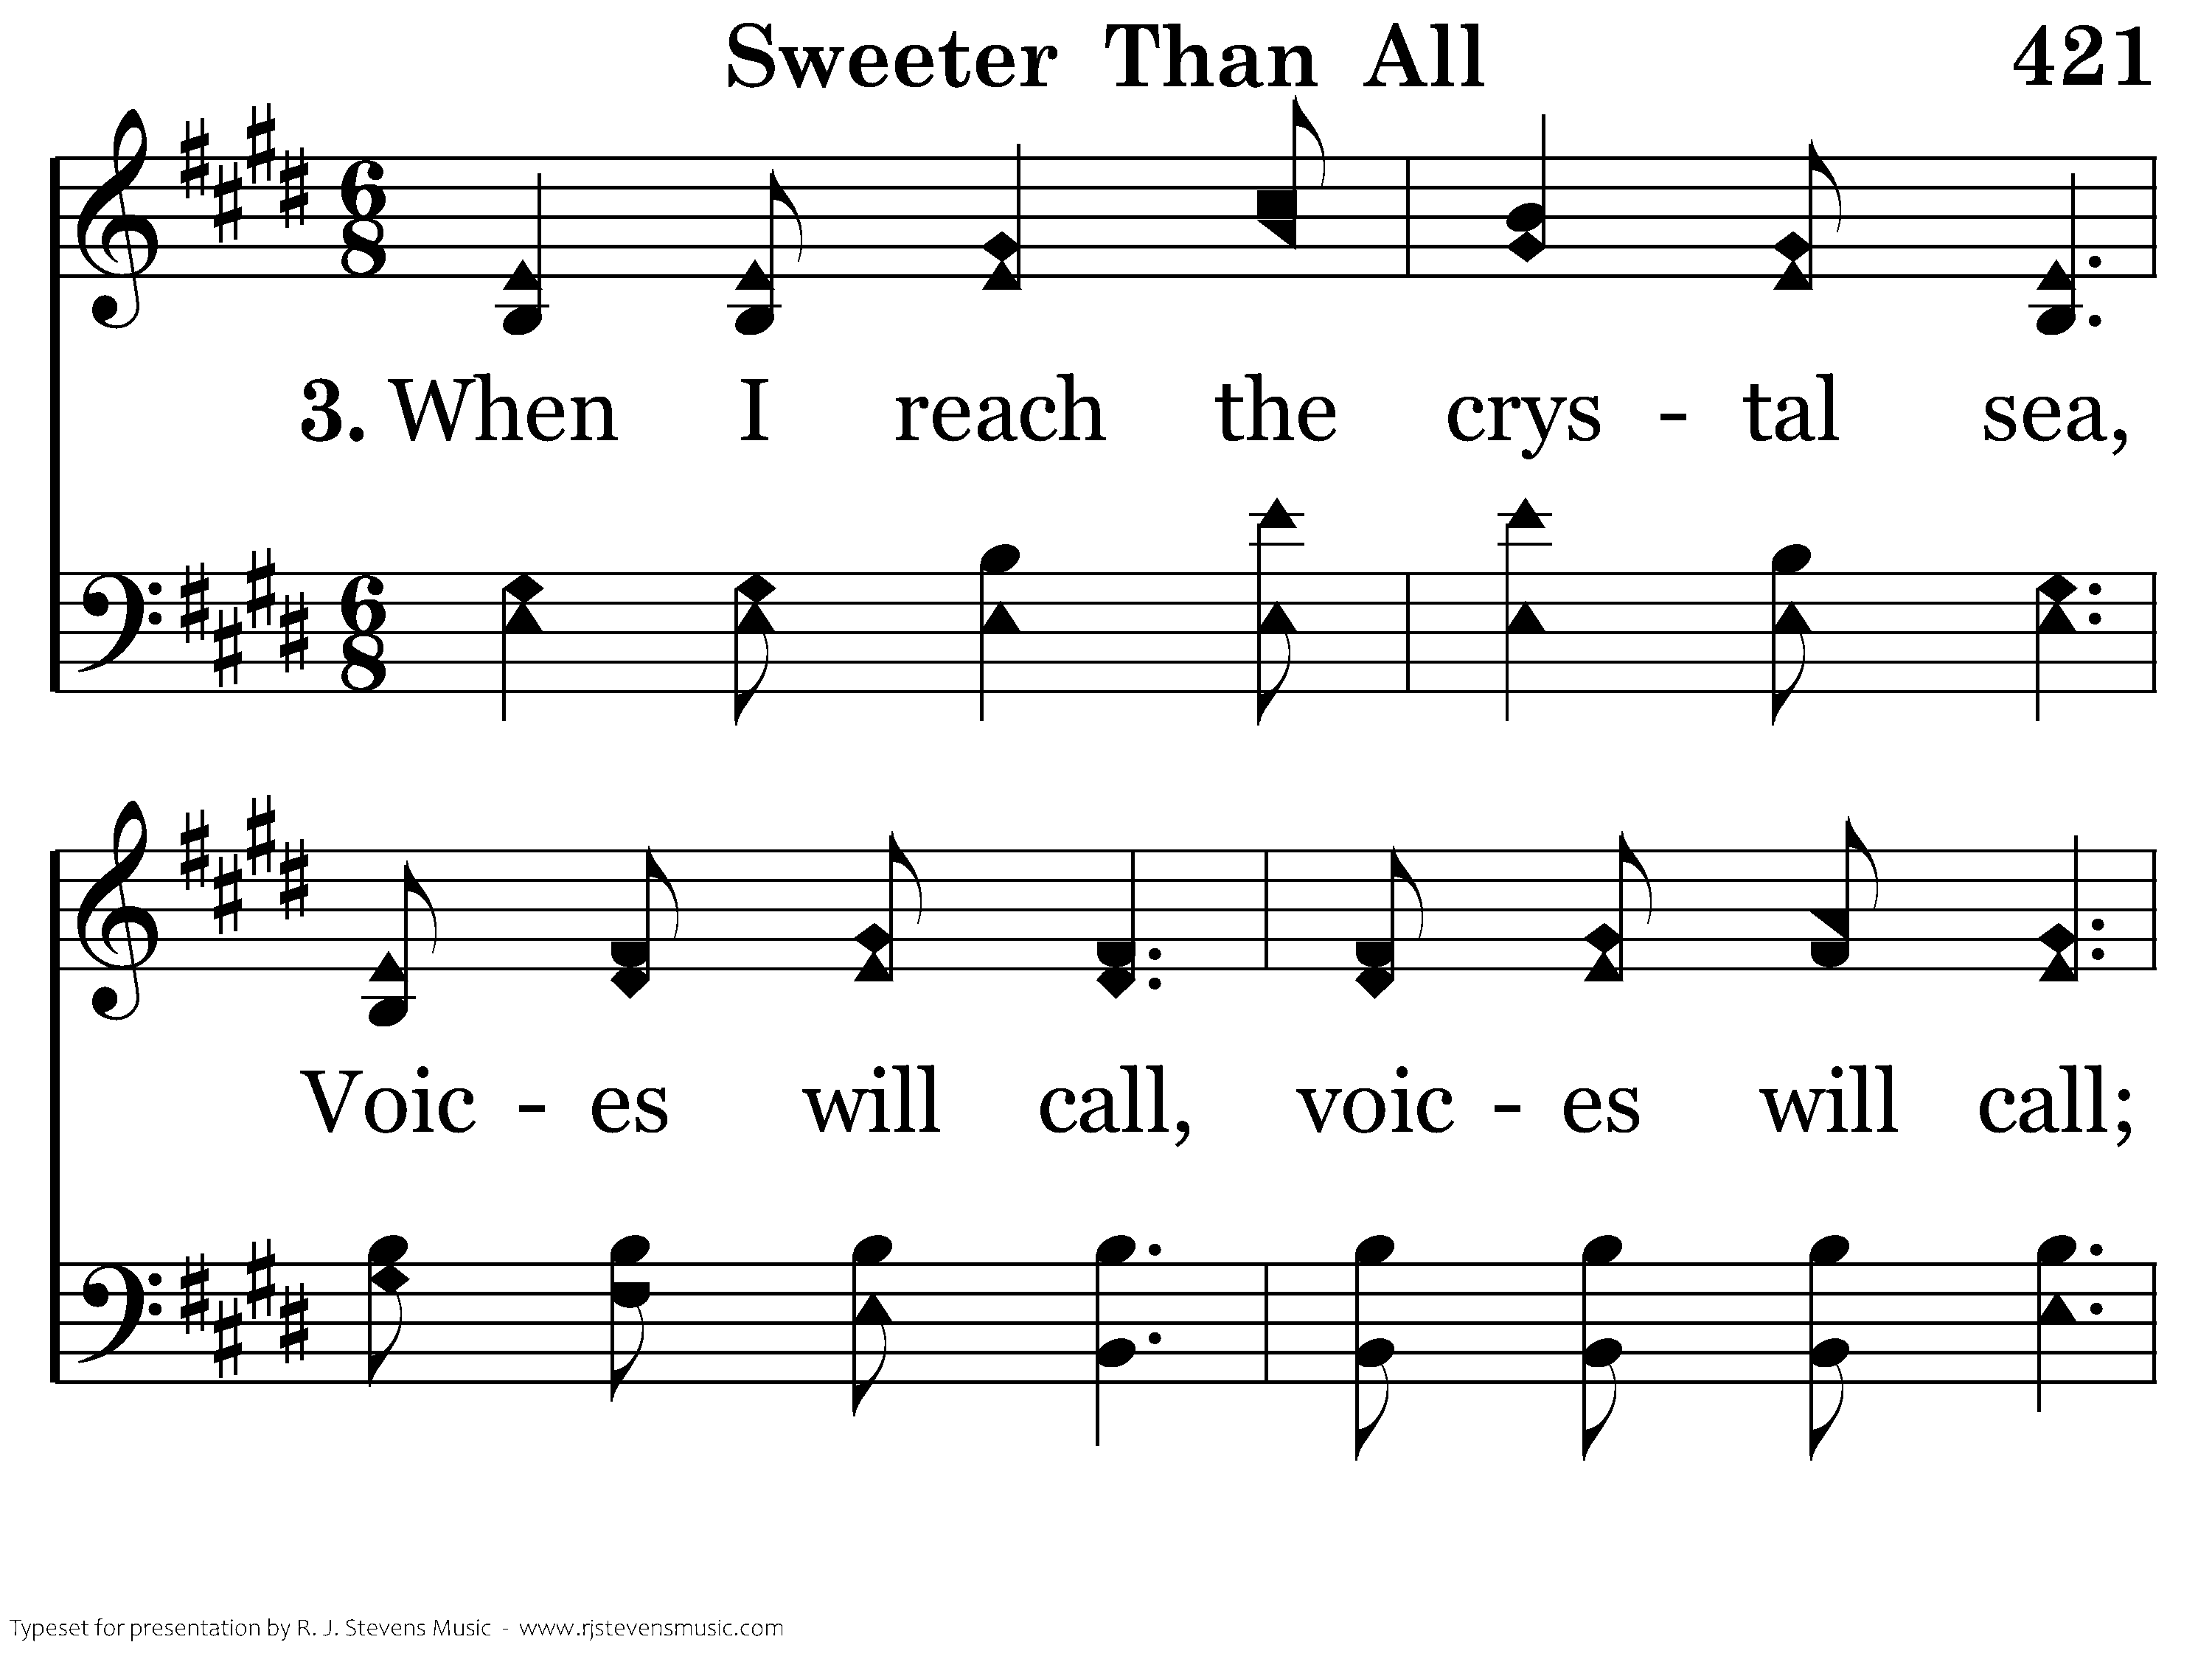 Sweeter Than All 421
3. When I reach the crys - tal sea,
Voic - es will call, voic - es will call;
Typeset for presentation by R. J. Stevens Music - www.rjstevensmusic.com